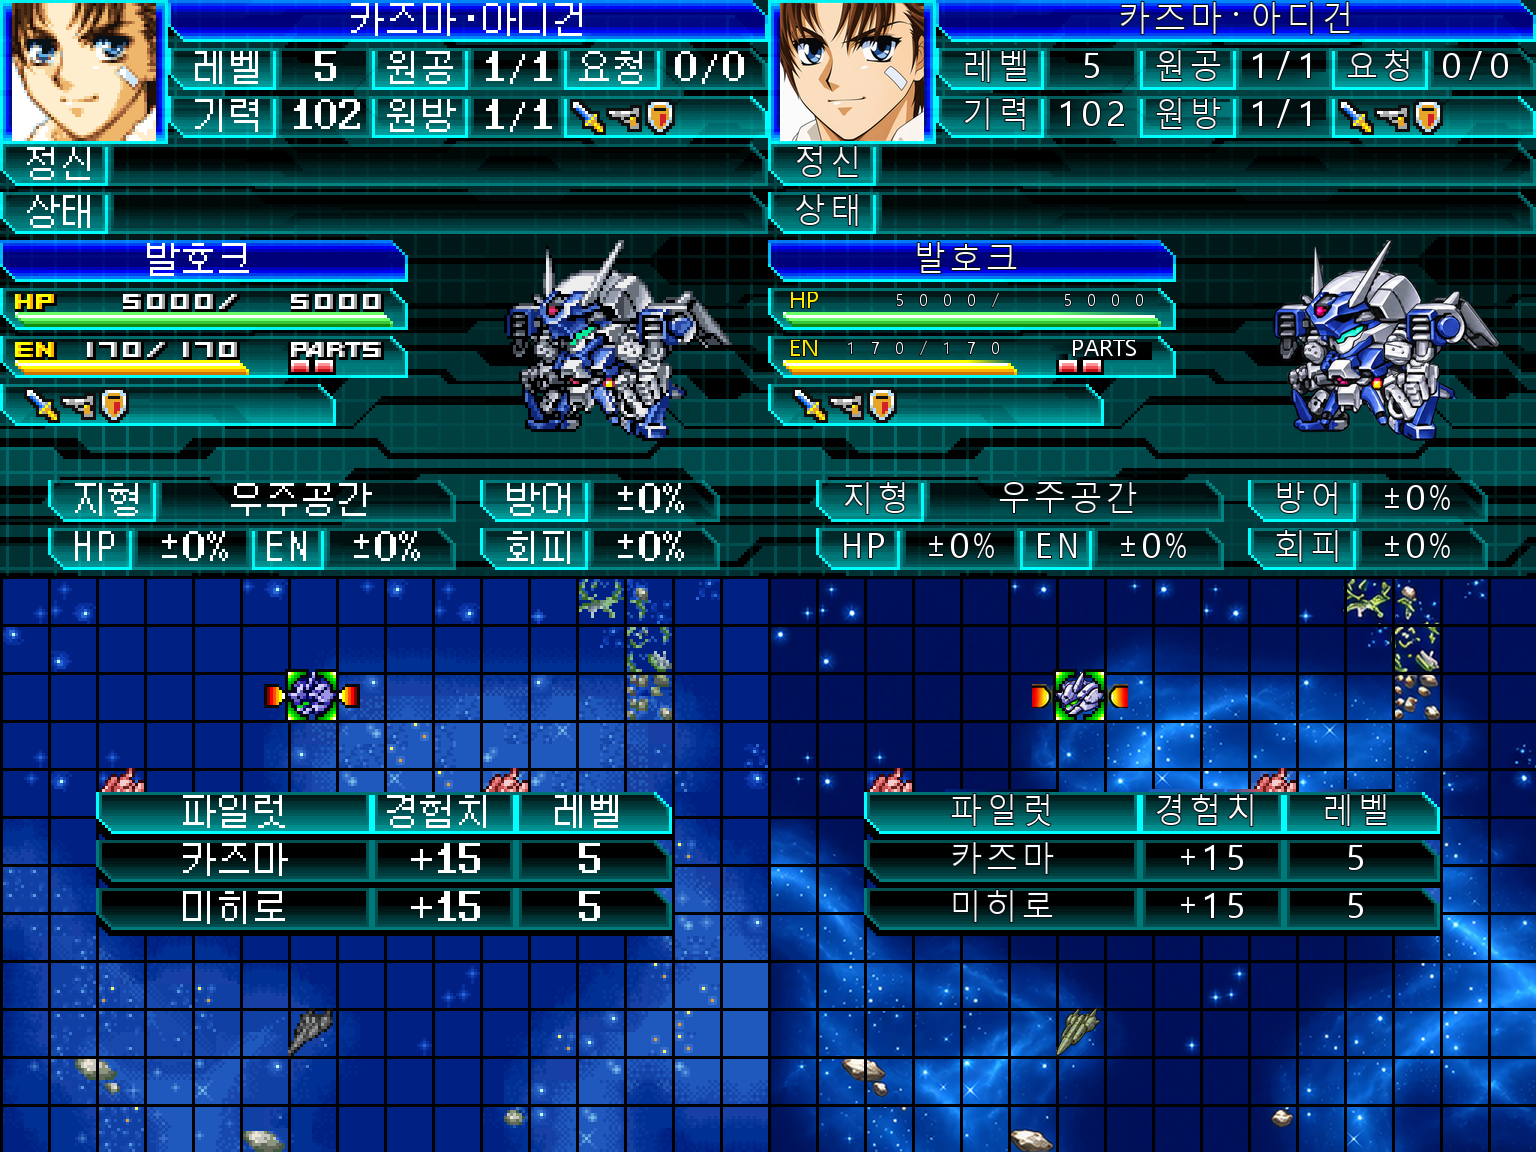 카즈마·아디건
레벨 5 원공 1/1 요청 0/0
기력 102 원방 1/1
정신
상태
발호크
HP 5000/ 5000
EN 170/170 PARTS
지형 우주공간 방어 ±0%
HP ±0% EN ±0% 회피 ±0%
파일럿 경험치 레벨
카즈마 +15 5
미히로 +15 5
카즈마·아디건
레벨 5 원공 1/1 요청 0/0
기력 102 원방 1/1
정신
상태
발호크
HP 5000/ 5000
EN 170/170 PARTS
지형 우주공간 방어 ±0%
HP ±0% EN ±0% 회피 ±0%
파일럿 경험치 레벨
카즈마 +15 5
미히로 +15 5